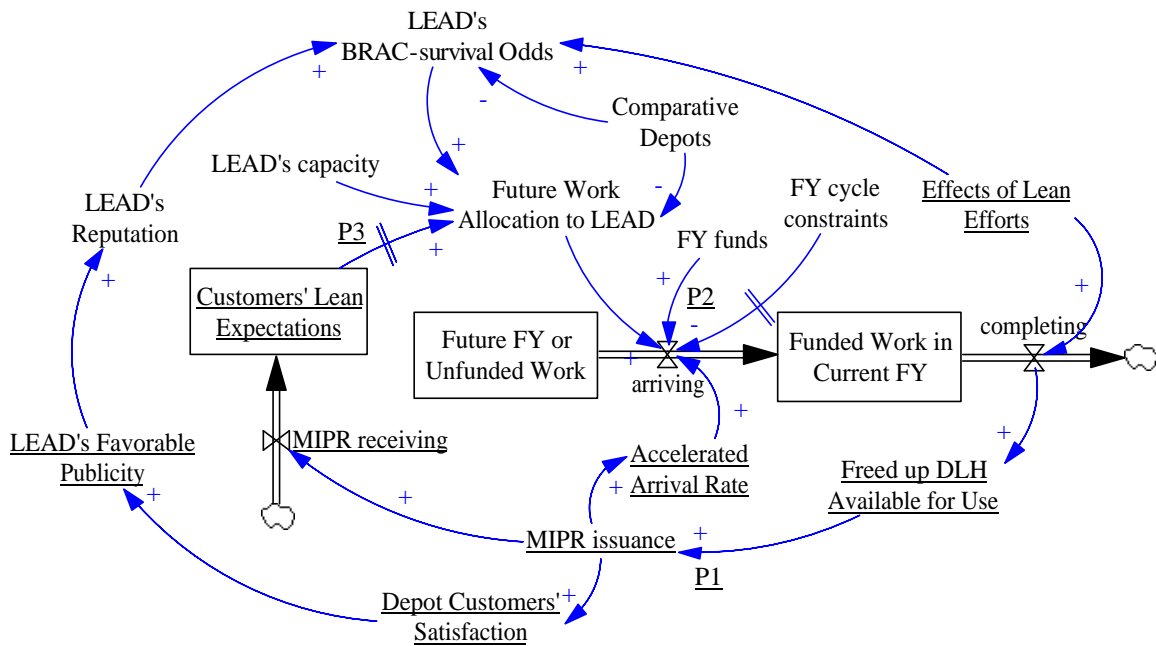 LEAD's
BRAC-survival Odds
+
+
-
Comparative
Depots
LEAD's capacity
+
+
-
Future Work
Allocation to LEAD
FY cycle
constraints
Effects of Lean
Efforts
LEAD's
Reputation
P3
+
FY funds
+
+
P2
-
+
Customers' Lean
Expectations
Future FY or
Unfunded Work
+
arriving
Funded Work in
Current FY
completing
+
+
LEAD's Favorable
Publicity
MIPR receiving
Accelerated
Arrival Rate
+
Freed up DLH
Available for Use
+
+
+
MIPR issuance
+
P1
Depot Customers'
Satisfaction
+